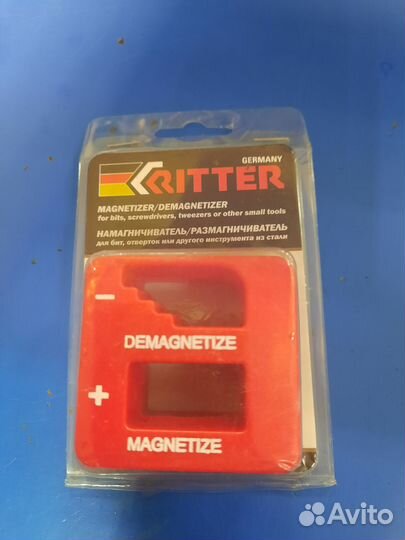 GERMANY
RITTER
MAGNETIZER/DEMAGNETIZER
for bits, screwdrivers, tweezers or other small tools
НАМАГНИЧИВАТЕЛЬ/РАЗМАГНИЧИВАТЕЛЬ
для бит, отверток или другого инструмента из стали
−
DEMAGNETIZE
+
MAGNETIZE
Avito